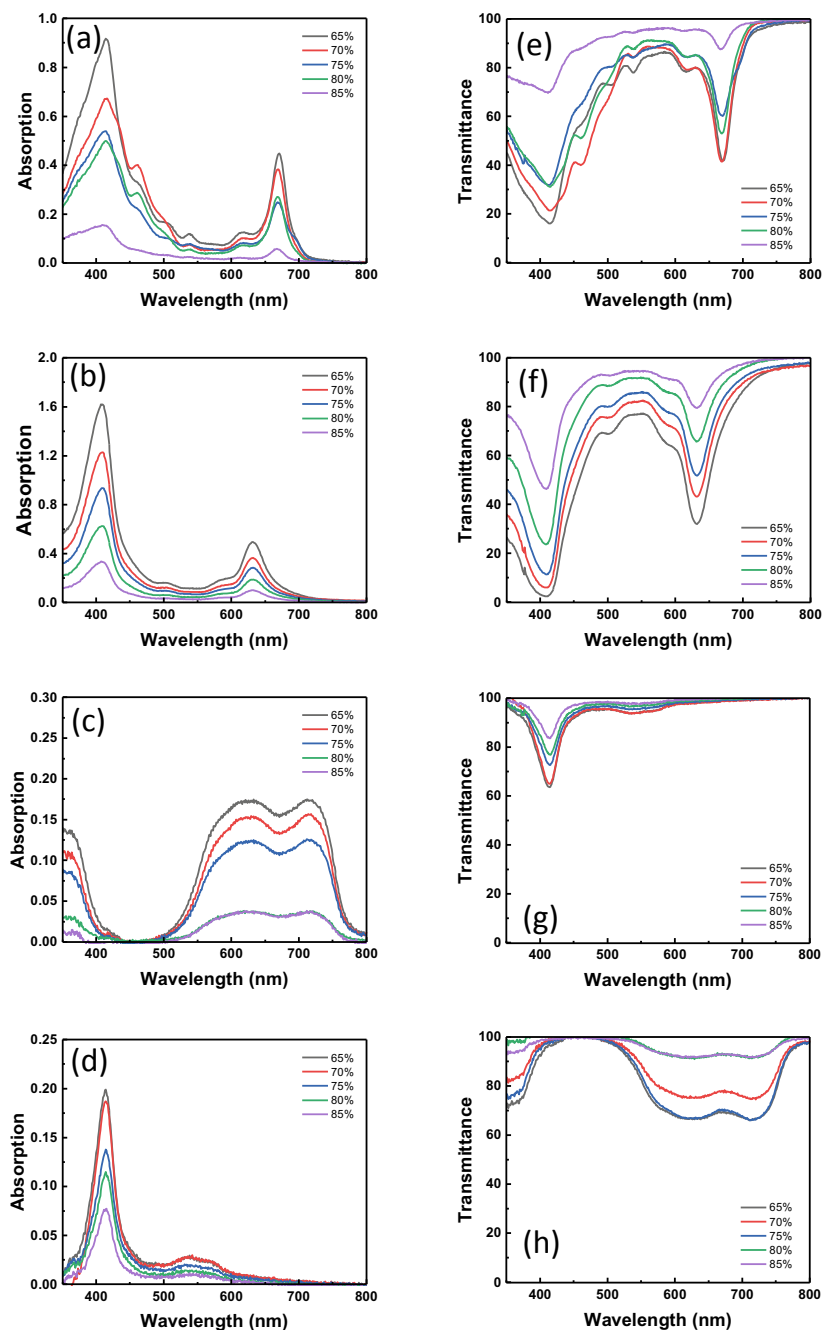 (a)
1.0
0.8
0.6
0.4
0.2
0.0
Absorption
65%
70%
75%
80%
85%
400 500 600 700 800
Wavelength (nm)
(e)
100
80
60
40
20
0
Transmittance
65%
70%
75%
80%
85%
400 500 600 700 800
Wavelength (nm)
(b)
2.0
1.6
1.2
0.8
0.4
0.0
Absorption
65%
70%
75%
80%
85%
400 500 600 700 800
Wavelength (nm)
(f)
100
80
60
40
20
0
Transmittance
65%
70%
75%
80%
85%
400 500 600 700 800
Wavelength (nm)
(c)
0.30
0.25
0.20
0.15
0.10
0.05
0.00
Absorption
65%
70%
75%
80%
85%
400 500 600 700 800
Wavelength (nm)
(g)
100
80
60
40
20
0
Transmittance
65%
70%
75%
80%
85%
400 500 600 700 800
Wavelength (nm)
(d)
0.25
0.20
0.15
0.10
0.05
0.00
Absorption
65%
70%
75%
80%
85%
400 500 600 700 800
Wavelength (nm)
(h)
100
80
60
40
20
0
Transmittance
65%
70%
75%
80%
85%
400 500 600 700 800
Wavelength (nm)